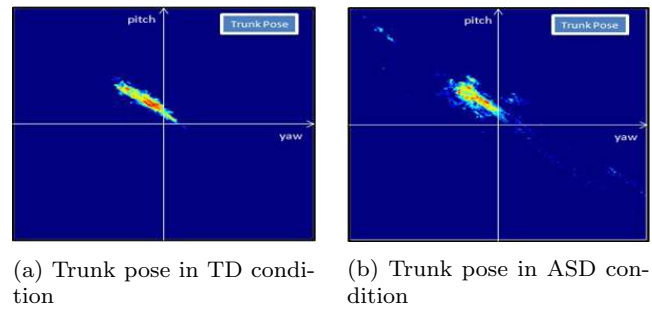 pitch
Trunk Pose
yaw
pitch
Trunk Pose
yaw
(a) Trunk pose in TD condi-
tion
(b) Trunk pose in ASD con-
dition